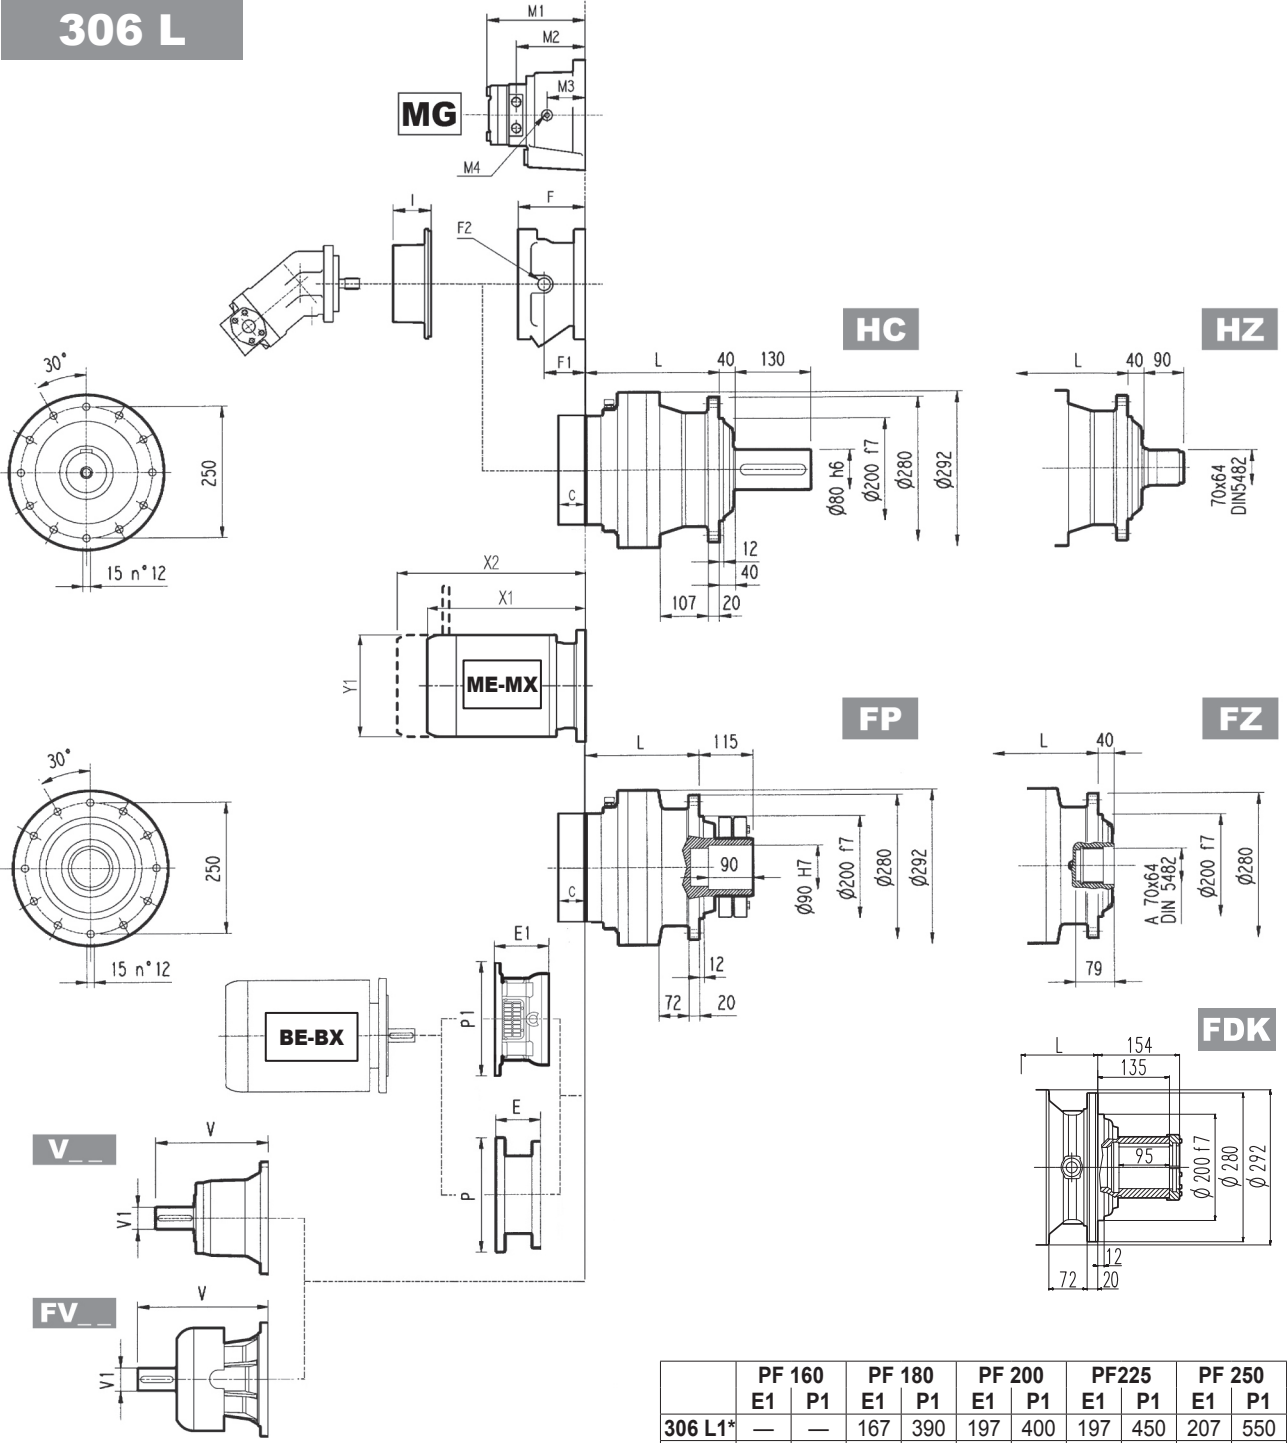 306 L
M1
M2
M3
MG
M4
I
F
F2
HC
HZ
F1
L
40
130
L
40
90
30°
250
15 n°12
C
Ø80 h6
Ø200 f7
Ø280
Ø292
70x64
DIN5482
12
40
107
20
X2
X1
Y1
ME-MX
FP
FZ
L
115
L
40
30°
250
15 n°12
C
90
Ø90 H7
Ø200 f7
Ø280
Ø292
A 70x64
DIN 5482
Ø200 f7
Ø280
79
12
72
20
E1
P1
BE-BX
FDK
L
154
135
95
Ø 200 f7
Ø 280
Ø 292
12
72
20
E
P
V_ _
V
V1
FV_ _
V
V1
PF 160 PF 180 PF 200 PF225 PF 250
E1 P1 E1 P1 E1 P1 E1 P1 E1 P1
306 L1* — — 167 390 197 400 197 450 207 550